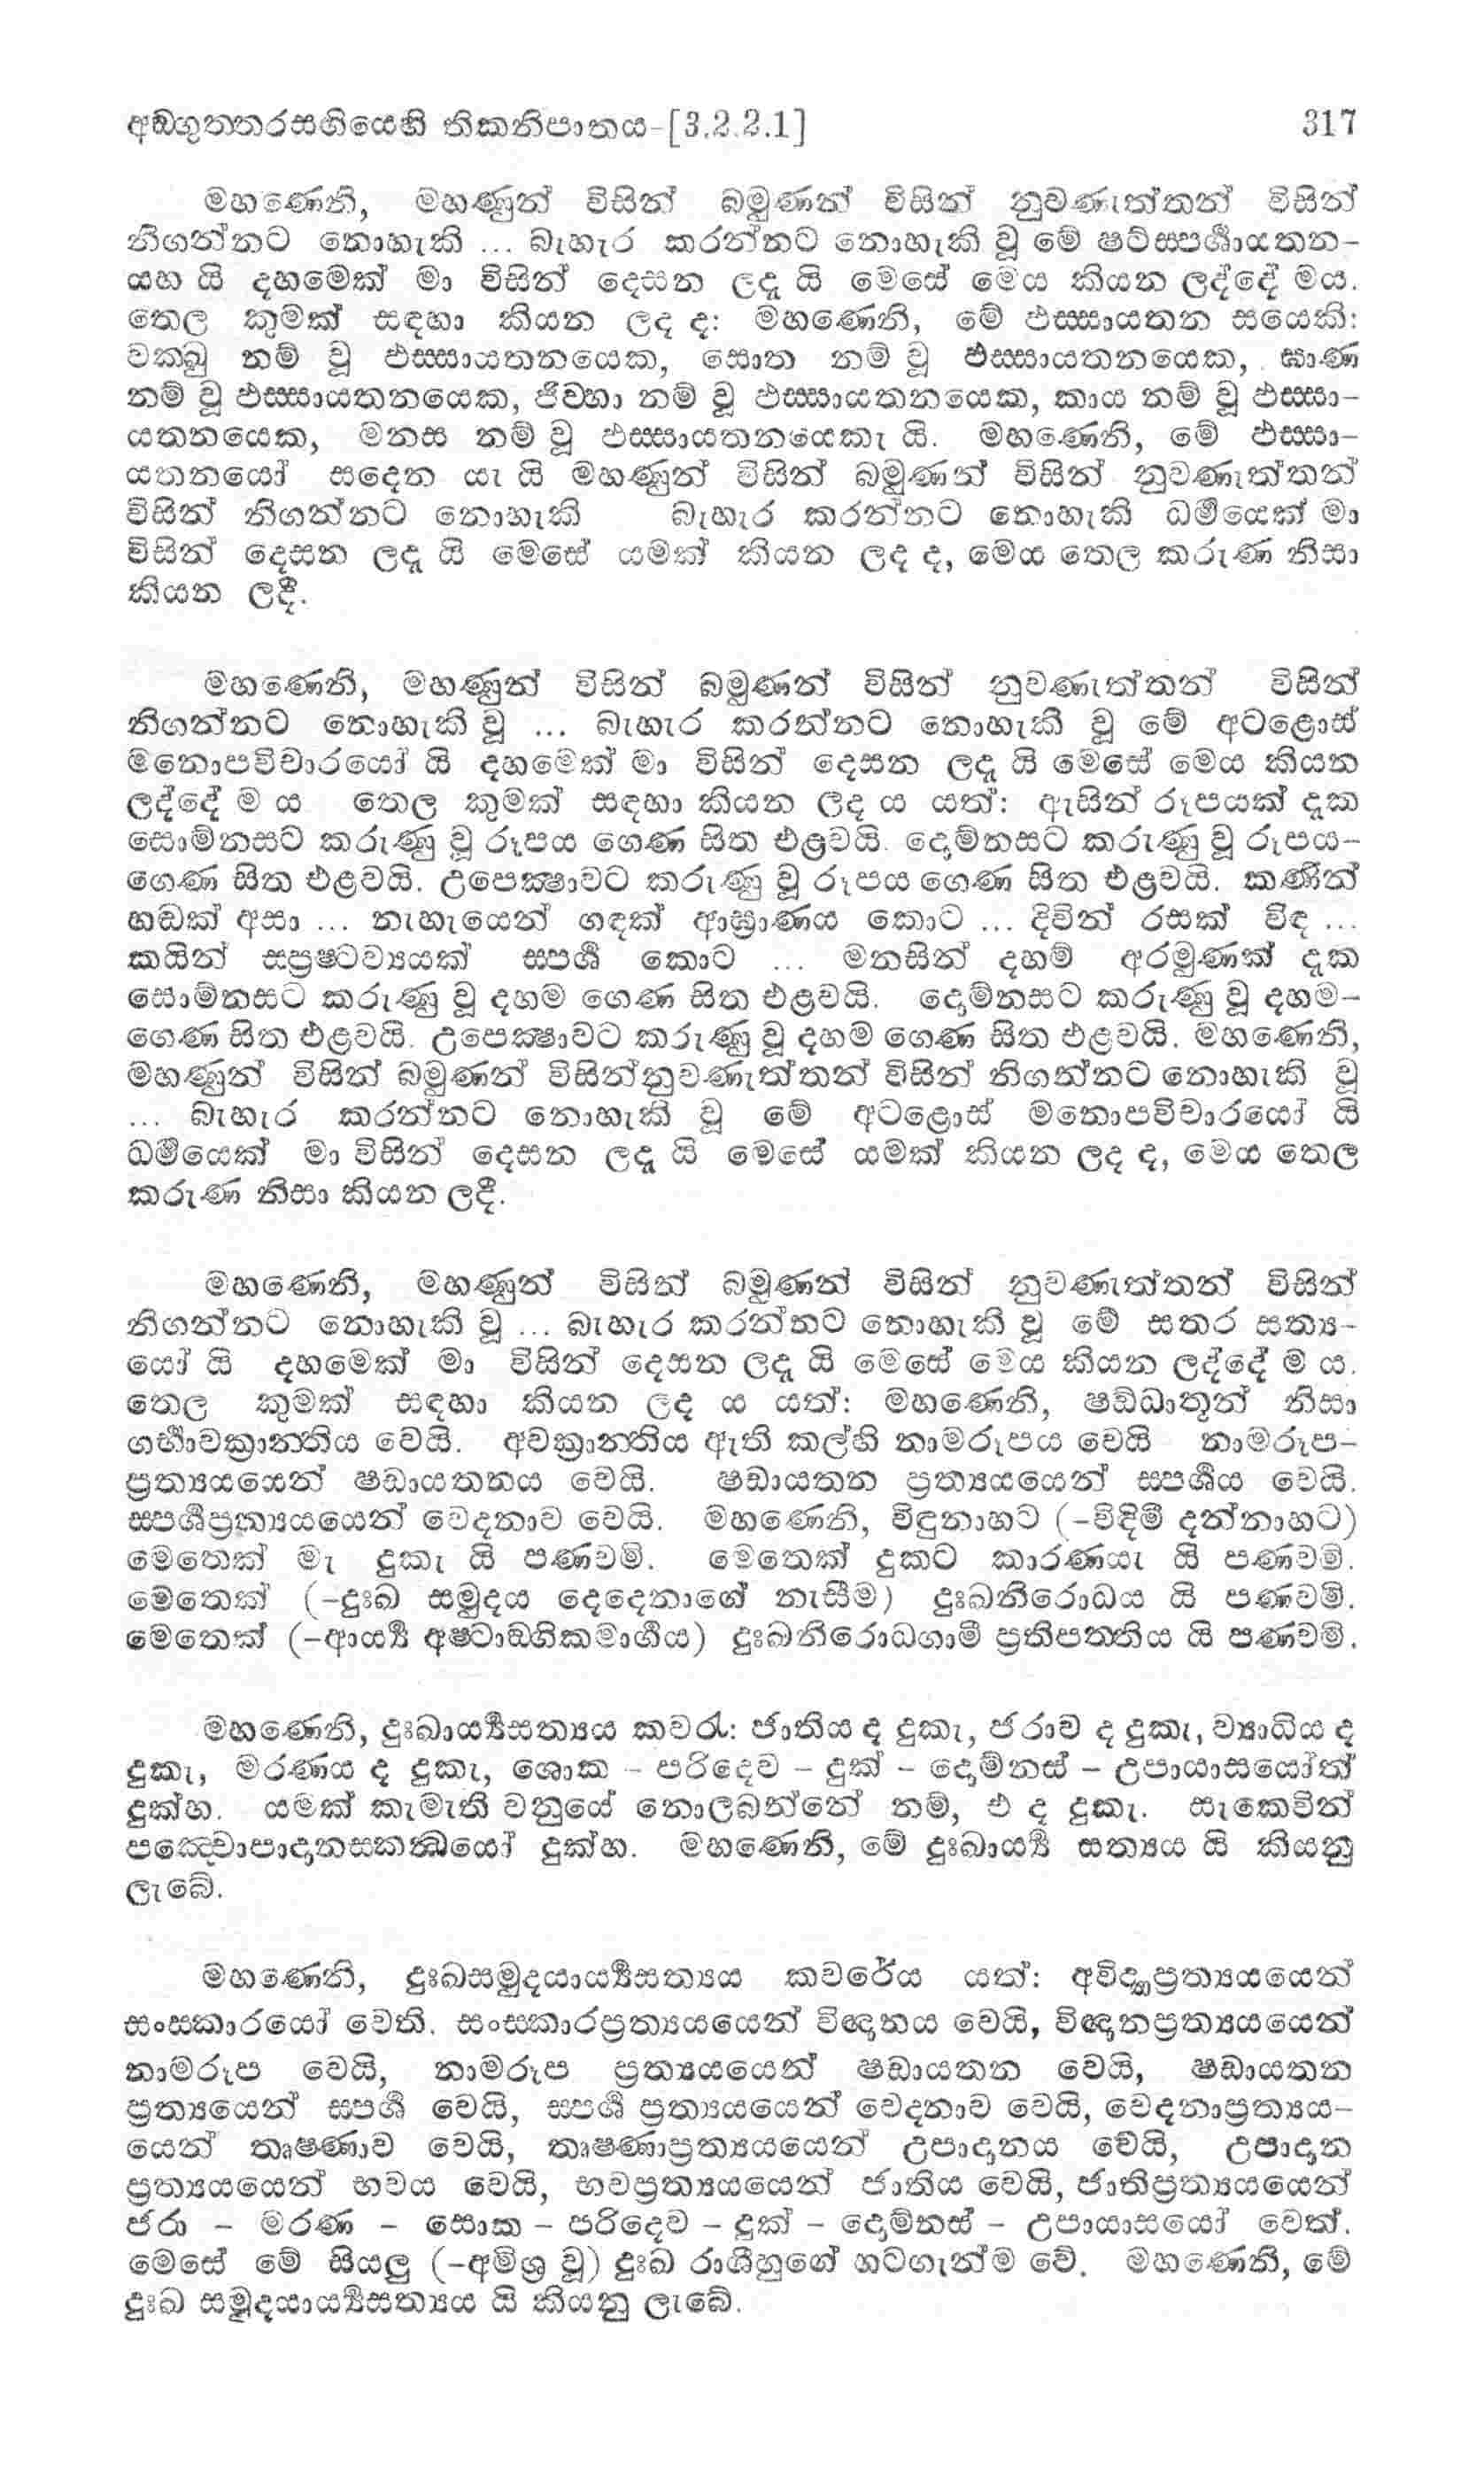 අඞ්ගුත්තරසඟියෙහි තිකනිපාතය-[3.2.2.1] 317
මහණෙනි, මහණුන් විසින් බමුණන් විසින් නුවණැත්තන් විසින්
නිගන්නට නොහැකි ... බැහැර කරන්නට නොහැකි වූ මේ ෂට්ස්පර්ශායතන-
යහ යි දහමෙක් මා විසින් දෙසන ලදැ යි මෙසේ මෙය කියන ලද්දේ මය.
තෙල කුමක් සඳහා කියන ලද ද: මහණෙනි, මේ ඵස්සායතන සයෙකි:
චක්ඛු නම් වූ ඵස්සායතනයෙක, සොත නම් වූ ඵස්සායතනයෙක, ඝාණ
නම් වූ ඵස්සායතනයෙක, ජිව්හා නම් වූ ඵස්සායතනයෙක, කාය නම් වූ ඵස්සා-
යතනයෙක, මනස නම් වූ ඵස්සායතනයෙකැ යි. මහණෙනි, මේ ඵස්සා-
යතනයෝ සදෙන යැ යි මහණුන් විසින් බමුණන් විසින් නුවණැත්තන්
විසින් නිගන්නට නොහැකි බැහැර කරන්නට නොහැකි ධර්මයෙක් මා
විසින් දෙසන ලදැ යි මෙසේ යමක් කියන ලද ද, මෙය තෙල කරුණ නිසා
කියන ලදී.
මහණෙනි, මහණුන් විසින් බමුණන් විසින් නුවණැත්තන් විසින්
නිගන්නට නොහැකි වූ ... බැහැර කරන්නට නොහැකි වූ මේ අටළොස්
මනොපවිචාරයෝ යි දහමෙක් මා විසින් දෙසන ලදැ යි මෙසේ මෙය කියන
ලද්දේ ම ය තෙල කුමක් සඳහා කියන ලද ය යත්: ඇසින් රූපයක් දැක
සොම්නසට කරුණු වූ රූපය ගෙණ සිත එළවයි. දොම්නසට කරුණු වූ රූපය-
ගෙණ සිත එළවයි. උපෙක්ෂාවට කරුණු වූ රූපය ගෙණ සිත එළවයි. කණින්
හඬක් අසා ... නැහැයෙන් ගඳක් ආඝ්‍රාණය කොට ... දිවින් රසක් විඳ ...
කයින් ස්ප්‍රෂ්ටව්‍යයක් ස්පර්ශ කොට ... මනසින් දහම් අරමුණක් දැක
සොම්නසට කරුණු වූ දහම ගෙණ සිත එළවයි. දොම්නසට කරුණු වූ දහම-
ගෙණ සිත එළවයි. උපෙක්ෂාවට කරුණු වූ දහම ගෙණ සිත එළවයි. මහණෙනි,
මහණුන් විසින් බමුණන් විසින්නුවණැත්තන් විසින් නිගන්නට නොහැකි වූ
... බැහැර කරන්නට නොහැකි වූ මේ අටළොස් මනොපවිචාරයෝ යි
ධර්මයෙක් මා විසින් දෙසන ලදැ යි මෙසේ යමක් කියන ලද ද, මෙය තෙල
කරුණ නිසා කියන ලදී.
මහණෙනි, මහණුන් විසින් බමුණන් විසින් නුවණැත්තන් විසින්
නිගන්නට නොහැකි වූ ... බැහැර කරන්නට නොහැකි වූ මේ සතර සත්‍ය-
යෝ යි දහමෙක් මා විසින් දෙසන ලදැ යි මෙසේ මෙය කියන ලද්දේ ම ය.
තෙල කුමක් සඳහා කියන ලද ය යත්: මහණෙනි, ෂඩ්ධාතූන් නිසා
ගර්භාවක්‍රාන්තිය වෙයි. අවක්‍රාන්තිය ඇති කල්හි නාමරූපය වෙයි නාමරූප-
ප්‍රත්‍යයයෙන් ෂඩායතනය වෙයි. ෂඩායතන ප්‍රත්‍යයයෙන් ස්පර්ශය වෙයි.
ස්පර්ශප්‍රත්‍යයයෙන් වේදනාව වෙයි. මහණෙනි, විඳුනාහට (-විඳිමි දන්නාහට)
මෙතෙක් මැ දුකැ යි පණවමි. මෙතෙක් දුකට කාරණයැ යි පණවමි.
මෙතෙක් (-දුඃඛ සමුදය දෙදෙනාගේ නැසීම) දුඃඛනිරොධය යි පණවමි.
මෙතෙක් (-ආර්ය්‍ය අෂ්ටාඞ්ගිකමාර්ගය) දුඃඛනිරොධගාමී ප්‍රතිපත්තිය යි පණවමි.
මහණෙනි, දුඃඛාර්ය්‍යසත්‍යය කවරැ: ජාතිය ද දුකැ, ජරාව ද දුකැ, ව්‍යාධිය ද
දුකැ, මරණය ද දුකැ, ශොක - පරිදෙව - දුක් - දොම්නස් - උපායාසයෝත්
දුක්හ. යමක් කැමැති වනුයේ නොලබන්නේ නම්, එ ද දුකැ. සැකෙවින්
පඤ්චොපාදානස්කන්ධයෝ දුක්හ. මහණෙනි, මේ දුඃඛාර්ය්‍ය සත්‍යය යි කියනු
ලැබේ.
මහණෙනි, දුඃඛසමුදයාර්ය්‍යසත්‍යය කවරේය යත්: අවිද්‍යාප්‍රත්‍යයයෙන්
සංස්කාරයෝ වෙති. සංස්කාරප්‍රත්‍යයයෙන් විඥානය වෙයි, විඥානප්‍රත්‍යයයෙන්
නාමරූප වෙයි, නාමරූප ප්‍රත්‍යයයෙන් ෂඩායතන වෙයි, ෂඩායතන
ප්‍රත්‍යයෙන් ස්පර්ශ වෙයි, ස්පර්ශ ප්‍රත්‍යයයෙන් වේදනාව වෙයි, වේදනාප්‍රත්‍යය-
යෙන් තෘෂ්ණාව වෙයි, තෘෂ්ණාප්‍රත්‍යයයෙන් උපාදානය වෙයි, උපාදාන
ප්‍රත්‍යයයෙන් භවය වෙයි, භවප්‍රත්‍යයයෙන් ජාතිය වෙයි, ජාතිප්‍රත්‍යයයෙන්
ජරා - මරණ - සොක - පරිදෙව - දුක් - දොම්නස් - උපායාසයෝ වෙත්.
මෙසේ මේ සියලු (-අමිශ්‍ර වූ) දුඃඛ රාශීහුගේ හටගැන්ම වේ. මහණෙනි, මේ
දුඃඛ සමුදයාර්ය්‍යසත්‍යය යි කියනු ලැබේ.